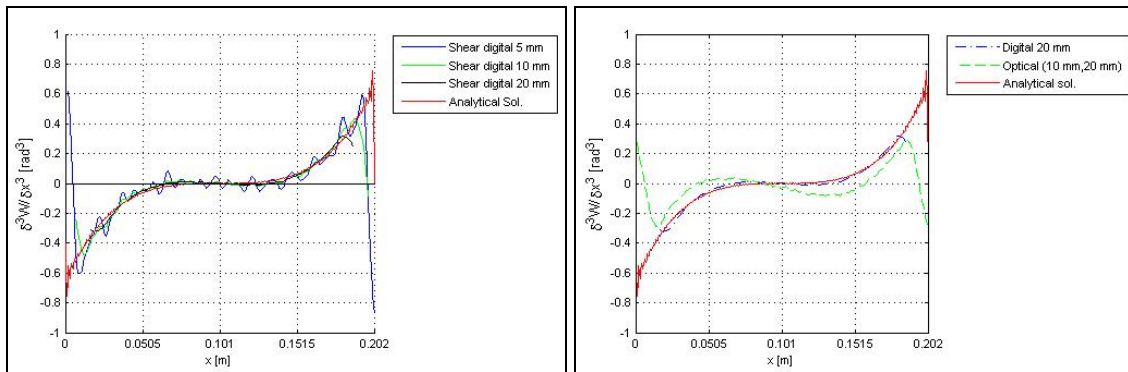 1
0.8
0.6
0.4
0.2
0
-0.2
-0.4
-0.6
-0.8
-1
δ³W/δx³ [rad³]
0 0.0505 0.101 0.1515 0.202
x [m]
Shear digital 5 mm
Shear digital 10 mm
Shear digital 20 mm
Analytical Sol.
1
0.8
0.6
0.4
0.2
0
-0.2
-0.4
-0.6
-0.8
-1
δ³W/δx³ [rad³]
0 0.0505 0.101 0.1515 0.202
x [m]
Digital 20 mm
Optical (10 mm,20 mm)
Analytical sol.